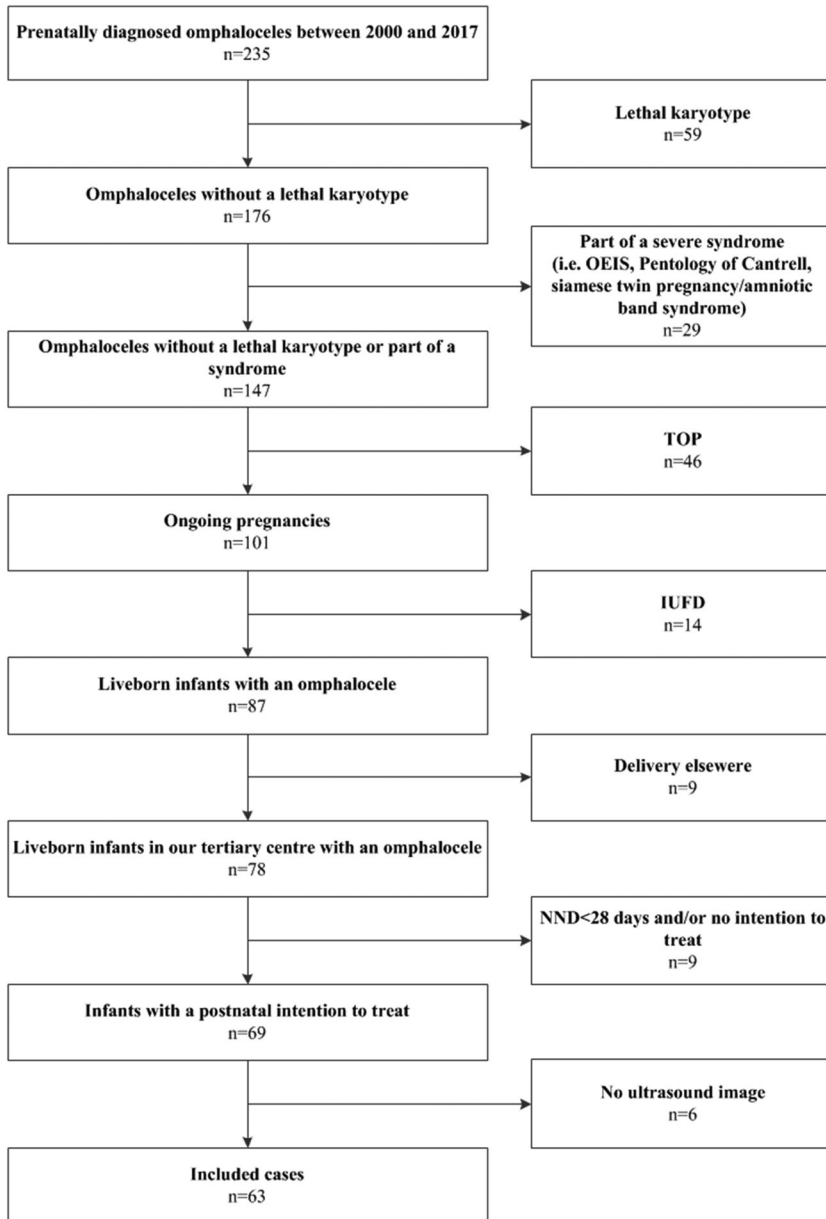 Prenatally diagnosed omphaloceles between 2000 and 2017
n=235
Lethal karyotype
n=59
Omphaloceles without a lethal karyotype
n=176
Part of a severe syndrome
(i.e. OEIS, Pentology of Cantrell,
siamese twin pregnancy/amniotic
band syndrome)
n=29
Omphaloceles without a lethal karyotype or part of a
syndrome
n=147
TOP
n=46
Ongoing pregnancies
n=101
IUFD
n=14
Liveborn infants with an omphalocele
n=87
Delivery elsewere
n=9
Liveborn infants in our tertiary centre with an omphalocele
n=78
NND<28 days and/or no intention to
treat
n=9
Infants with a postnatal intention to treat
n=69
No ultrasound image
n=6
Included cases
n=63